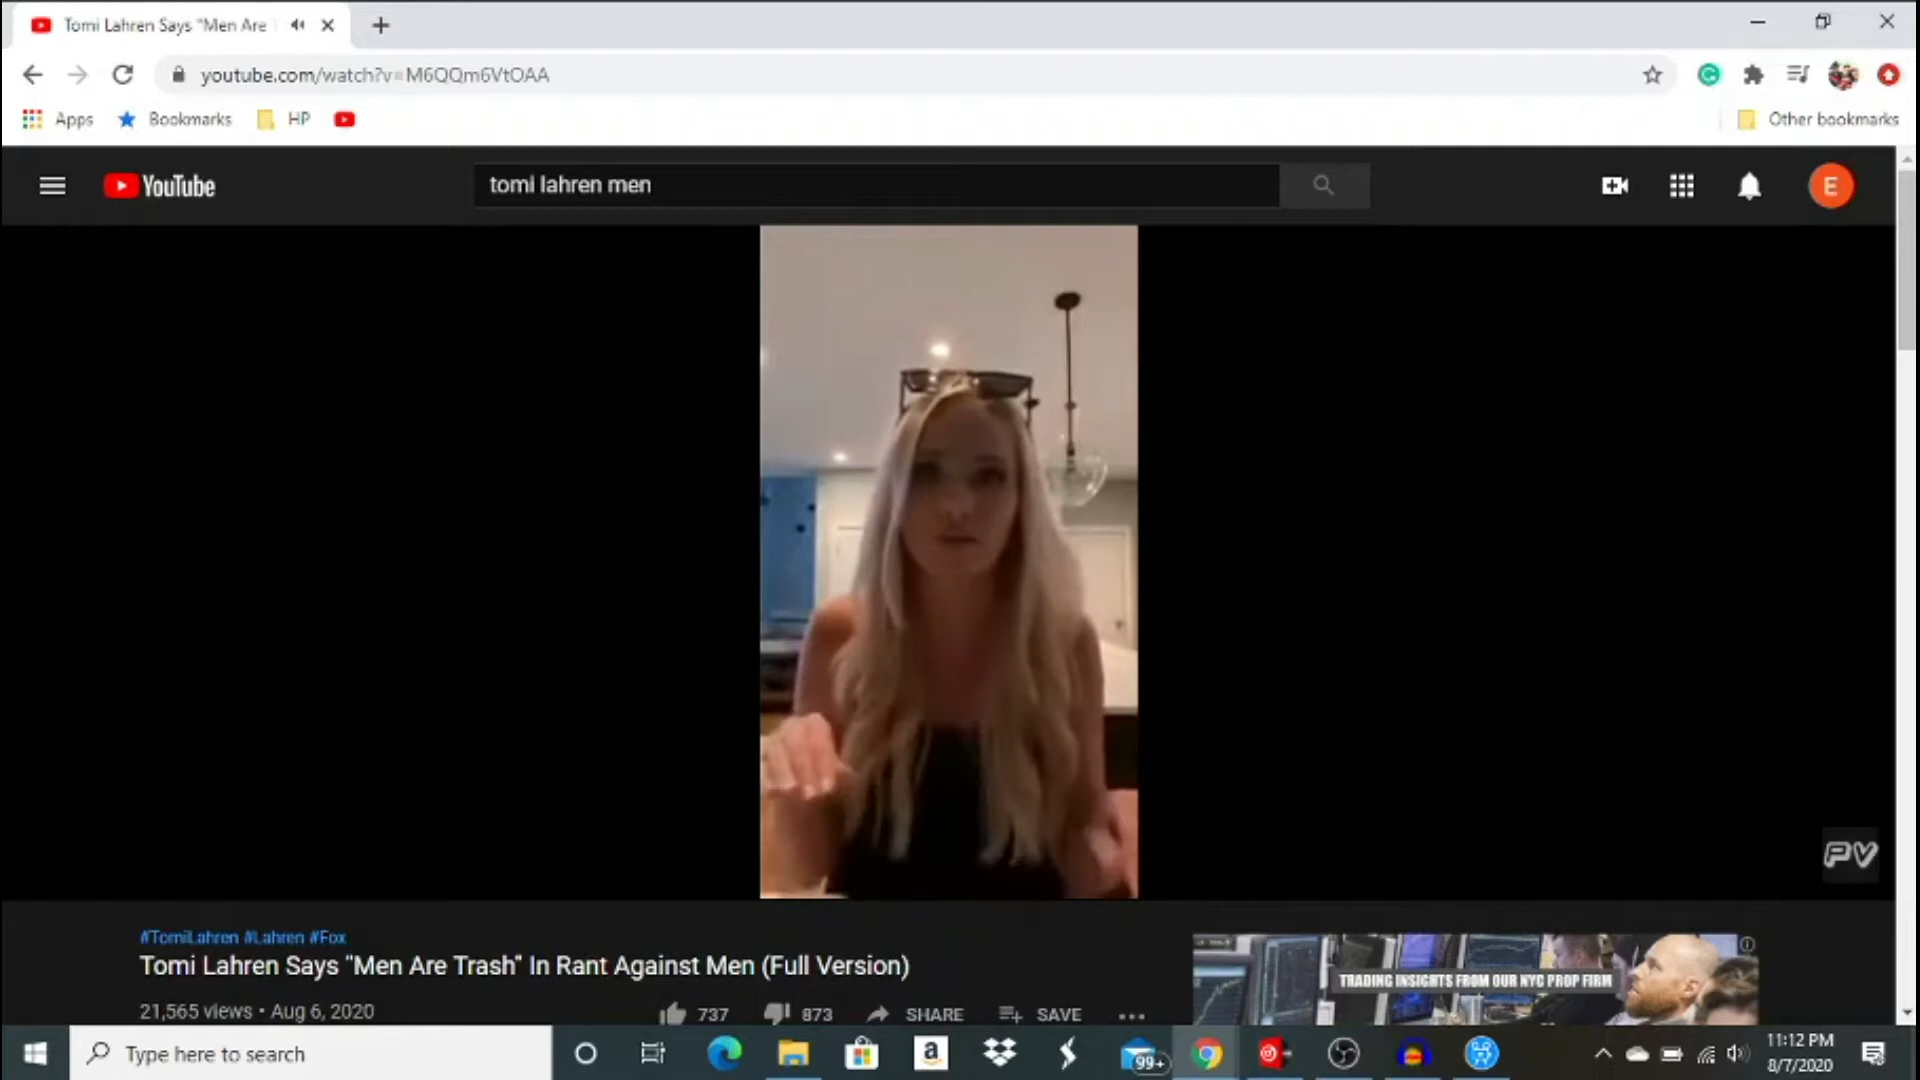 Tomi Lahren Says "Men Are
youtube.com/watch?v=M6QQm6VtOAA
Apps Bookmarks HP Other bookmarks
YouTube tomi lahren men E
PV
#TomiLahren #Lahren #Fox
Tomi Lahren Says "Men Are Trash" In Rant Against Men (Full Version)
TRADING INSIGHTS FROM OUR NYC PROP FIRM
21,565 views • Aug 6, 2020 737 873 SHARE SAVE
Type here to search a 99+ 11:12 PM
8/7/2020